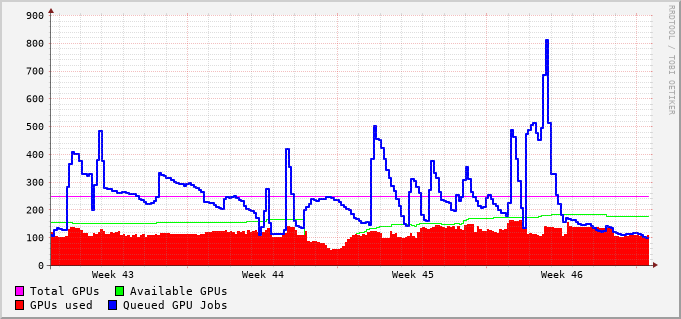 900
800
700
600
500
400
300
200
100
0
Week 43 Week 44 Week 45 Week 46
Total GPUs Available GPUs
GPUs used Queued GPU Jobs
RRDTOOL / TOBI OETIKER